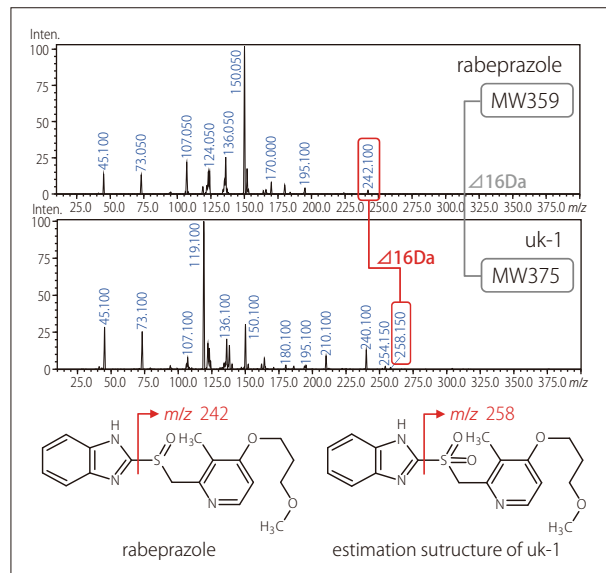 Inten.
100
75
50
25
0
45.100
73.050
107.050
124.050
136.050
150.050
170.000
195.100
242.100
rabeprazole
MW359
25.0 50.0 75.0 100.0 125.0 150.0 175.0 200.0 225.0 250.0 275.0 300.0 325.0 350.0 375.0 m/z
⊿16Da
Inten.
100
75
50
25
0
45.100
73.100
107.100
119.100
136.100
150.100
180.100
195.100
210.100
240.100
254.150
258.150
⊿16Da
uk-1
MW375
25.0 50.0 75.0 100.0 125.0 150.0 175.0 200.0 225.0 250.0 275.0 300.0 325.0 350.0 375.0 m/z
m/z 242
H
N
N
S
O
H₃C
O
N
O
H₃C
rabeprazole
m/z 258
H
N
N
S
O
O
H₃C
O
N
O
H₃C
estimation sutructure of uk-1